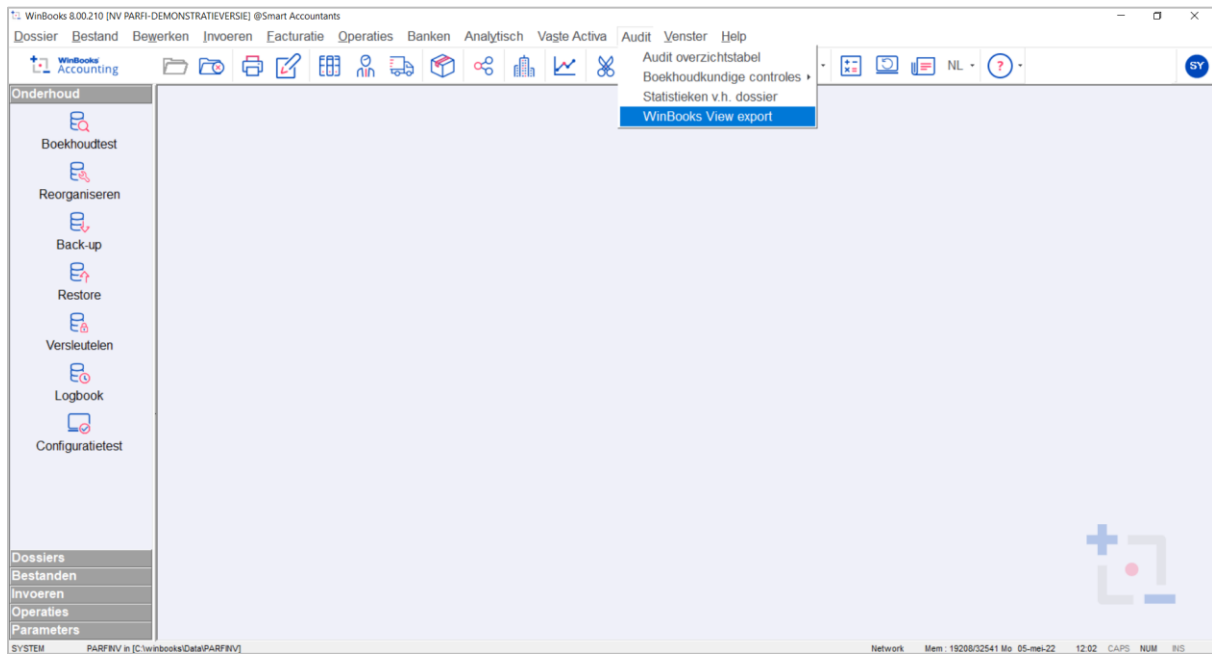 WinBooks 8.00.210 [NV PARFI-DEMONSTRATIEVERSIE] @Smart Accountants
Dossier Bestand Bewerken Invoeren Facturatie Operaties Banken Analytisch Vaste Activa Audit Venster Help
WinBooks
Accounting
NL
?
SY
Audit overzichtstabel
Boekhoudkundige controles
Statistieken v.h. dossier
WinBooks View export
Onderhoud
Boekhoudtest
Reorganiseren
Back-up
Restore
Versleutelen
Logbook
Configuratietest
Dossiers
Bestanden
Invoeren
Operaties
Parameters
SYSTEM PARFINV in [C:\winbooks\Data\PARFINV] Network Mem : 19208/32541 Mo 05-mei-22 12:02 CAPS NUM INS